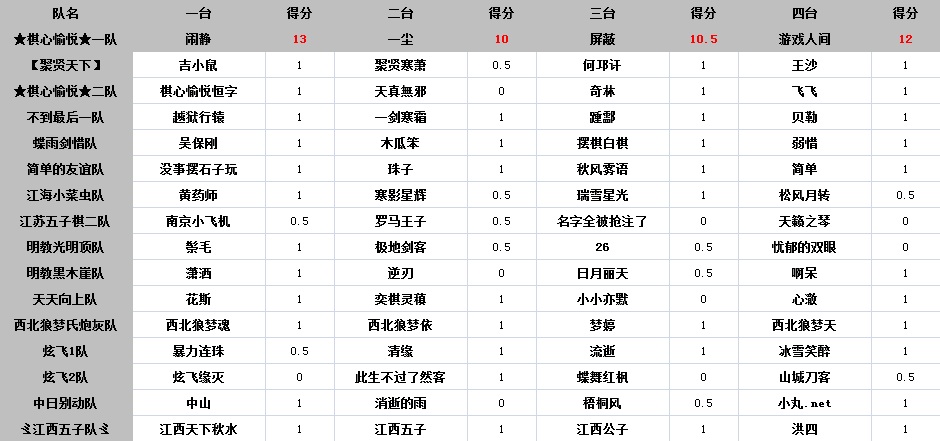 队名 一台 得分 二台 得分 三台 得分 四台 得分
★棋心愉悦★一队 闹静 13 一尘 10 屏蔽 10.5 游戏人间 12
【聚贤天下】 吉小鼠 1 聚贤寒萧 0.5 何邛讦 1 王沙 1
★棋心愉悦★二队 棋心愉悦恒字 1 天真無邪 0 奇林 1 飞飞 1
不到最后一队 越狱行辕 1 一剑寒霜 1 踵酃 1 贝勒 1
蝶雨剑惜队 吴保刚 1 木瓜笨 1 摆棋白棋 1 弱惜 1
简单的友谊队 没事摆石子玩 1 珠子 1 秋风雾语 1 简单 1
江海小菜虫队 黄药师 1 寒影星辉 0.5 瑞雪星光 1 松风月转 0.5
江苏五子棋二队 南京小飞机 0.5 罗马王子 0.5 名字全被抢注了 0 天籁之琴 0
明教光明顶队 鬃毛 1 极地剑客 0.5 26 0.5 忧郁的双眼 0
明教黑木崖队 潇洒 1 逆刃 0 日月丽天 0.5 啊呆 1
天天向上队 花斯 1 奕棋灵蘋 1 小小亦默 0 心澈 1
西北狼梦氏炮灰队 西北狼梦魂 1 西北狼梦依 1 梦婷 1 西北狼梦天 1
炫飞1队 暴力连珠 0.5 清缘 1 流逝 1 冰雪笑醉 1
炫飞2队 炫飞缘灭 0 此生不过了然客 1 蝶舞红枫 0 山城刀客 0.5
中日别动队 中山 1 消逝的雨 0 梧桐风 0.5 小丸.net 1
江西五子队 江西天下秋水 1 江西五子 1 江西公子 1 洪四 1